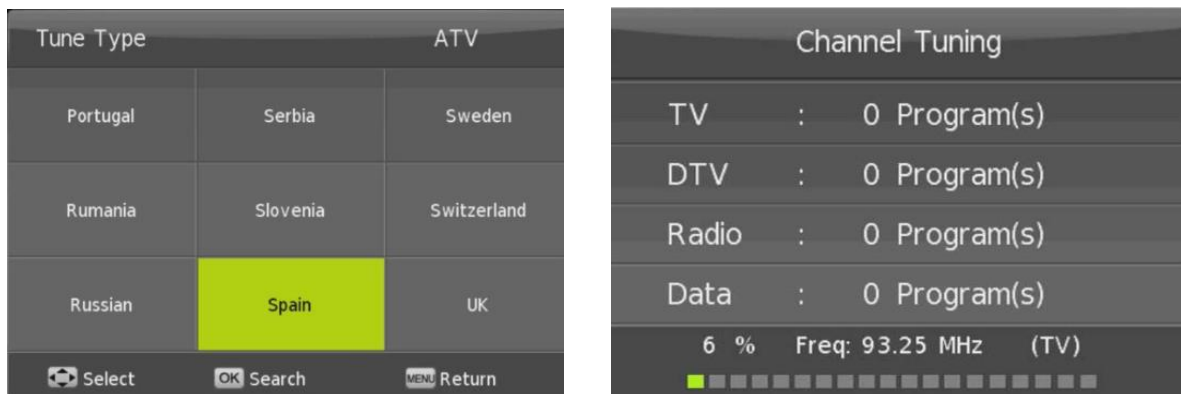 Tune Type ATV
Portugal Serbia Sweden
Rumania Slovenia Switzerland
Russian Spain UK
Select OK Search MENU Return
Channel Tuning
TV : 0 Program(s)
DTV : 0 Program(s)
Radio : 0 Program(s)
Data : 0 Program(s)
6 % Freq: 93.25 MHz (TV)